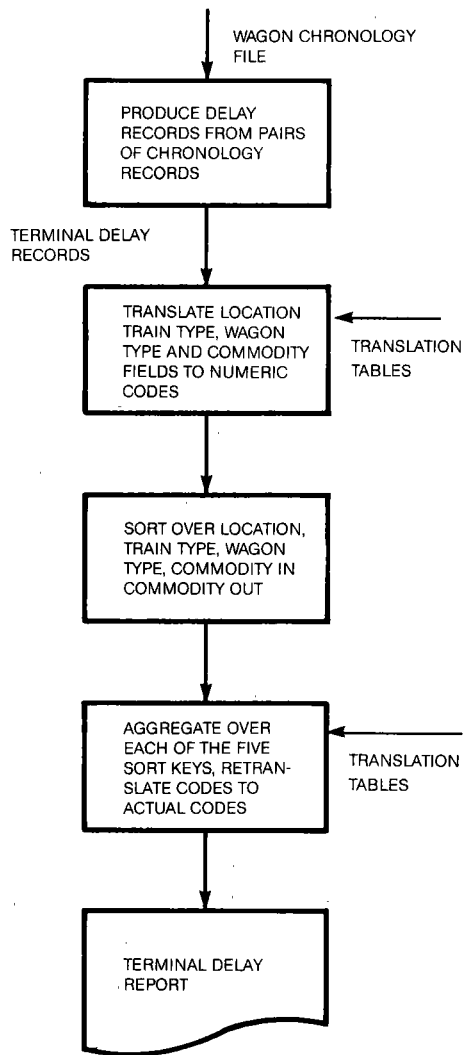 WAGON CHRONOLOGY
FILE
PRODUCE DELAY
RECORDS FROM PAIRS
OF CHRONOLOGY
RECORDS
TERMINAL DELAY
RECORDS
TRANSLATE LOCATION
TRAIN TYPE, WAGON
TYPE AND COMMODITY
FIELDS TO NUMERIC
CODES
TRANSLATION
TABLES
SORT OVER LOCATION,
TRAIN TYPE, WAGON
TYPE, COMMODITY IN
COMMODITY OUT
AGGREGATE OVER
EACH OF THE FIVE
SORT KEYS, RETRAN-
SLATE CODES TO
ACTUAL CODES
TRANSLATION
TABLES
TERMINAL DELAY
REPORT